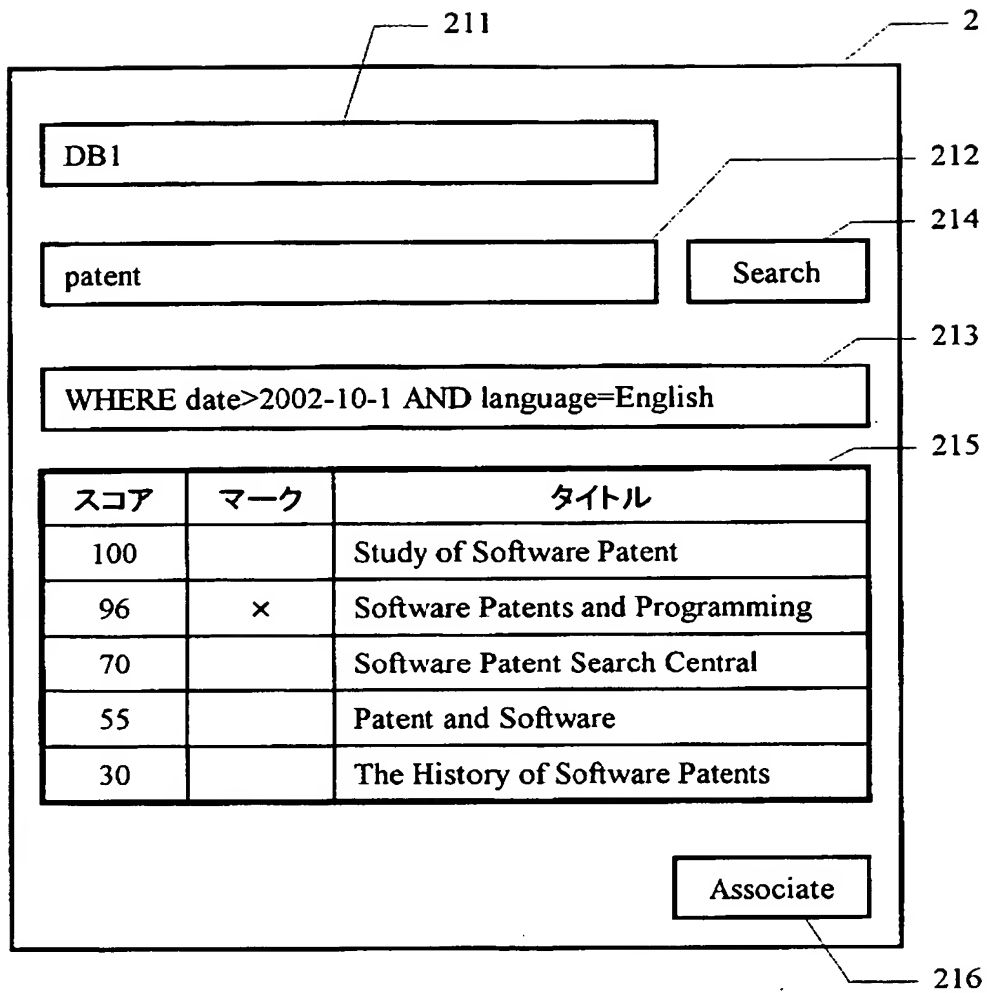 211
2
DB1
212
214
patent
Search
213
WHERE date>2002-10-1 AND language=English
215
スコア マーク タイトル
100 Study of Software Patent
96 × Software Patents and Programming
70 Software Patent Search Central
55 Patent and Software
30 The History of Software Patents
Associate
216